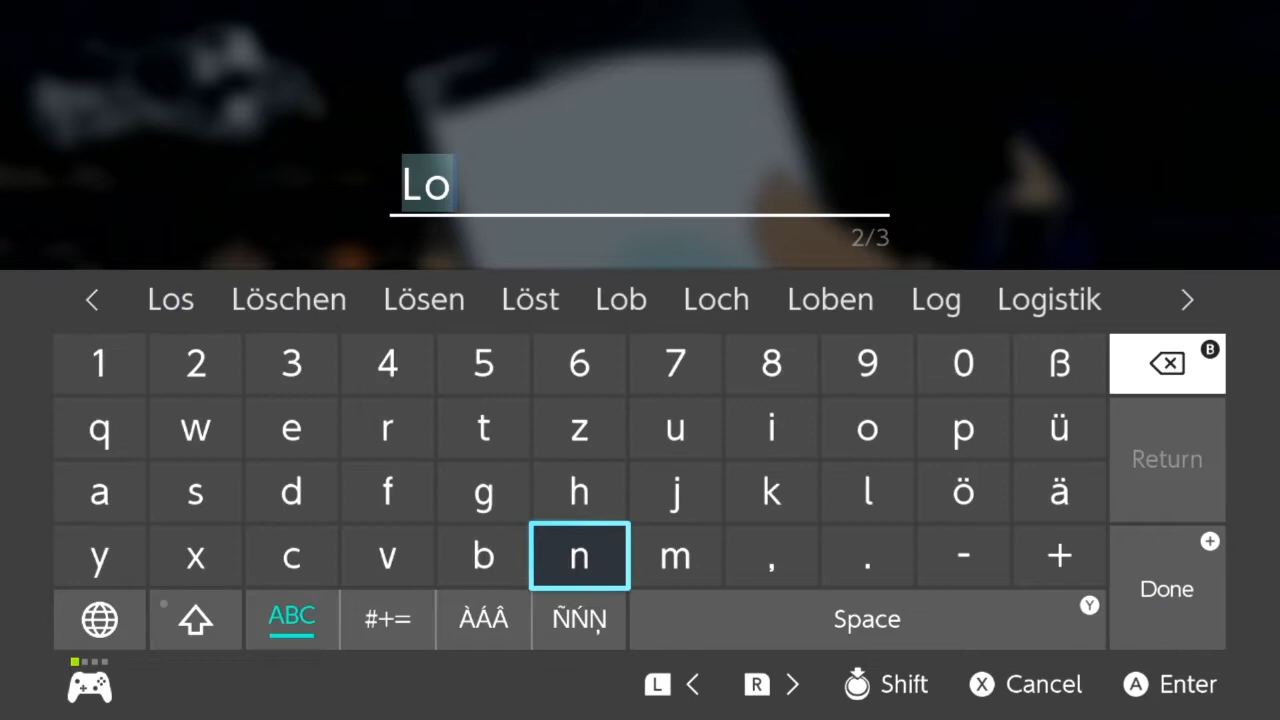 Lo
2/3
< Los Löschen Lösen Löst Lob Loch Loben Log Logistik >
1 2 3 4 5 6 7 8 9 0 ß B
q w e r t z u i o p ü
Return
a s d f g h j k l ö ä
y x c v b n m , . - +
+
Done
ABC #+= ÀÁÂ ÑŃŅ Space Y
L < R > Shift X Cancel A Enter